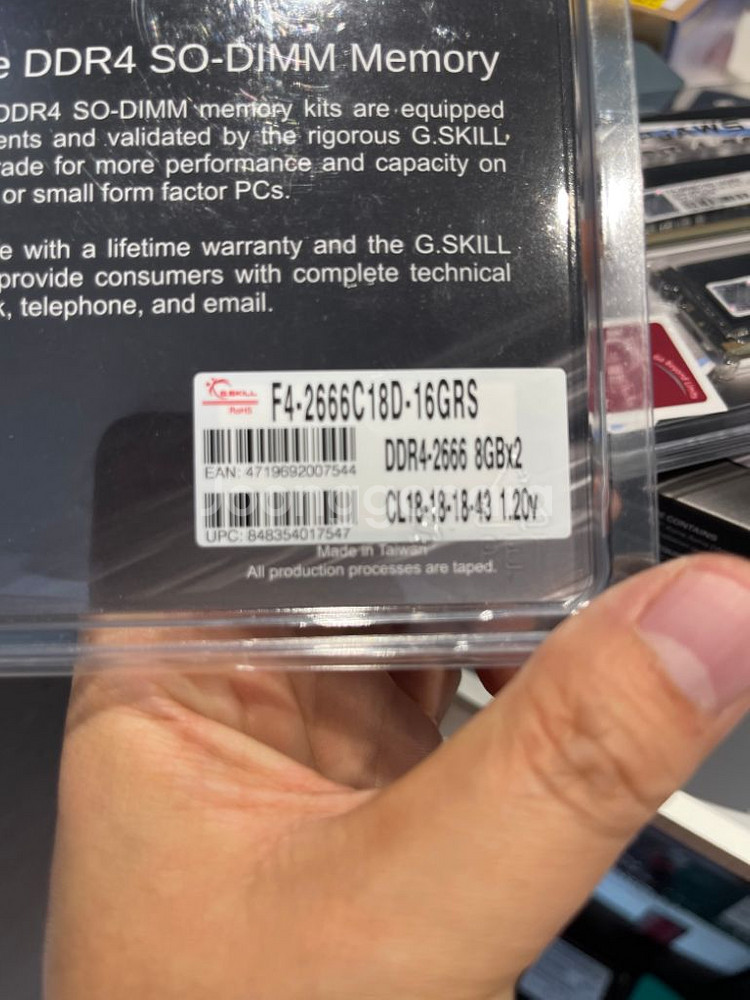 e DDR4 SO-DIMM Memory
DDR4 SO-DIMM memory kits are equipped
ents and validated by the rigorous G.SKILL
rade for more performance and capacity on
or small form factor PCs.
e with a lifetime warranty and the G.SKILL
provide consumers with complete technical
k, telephone, and email.
G.SKILL
RoHS
F4-2666C18D-16GRS
EAN: 4719692007544
DDR4-2666 8GBx2
CL18-18-18-43 1.20v
UPC: 848354017547
Made in Taiwan
All production processes are taped.
CONTAINS